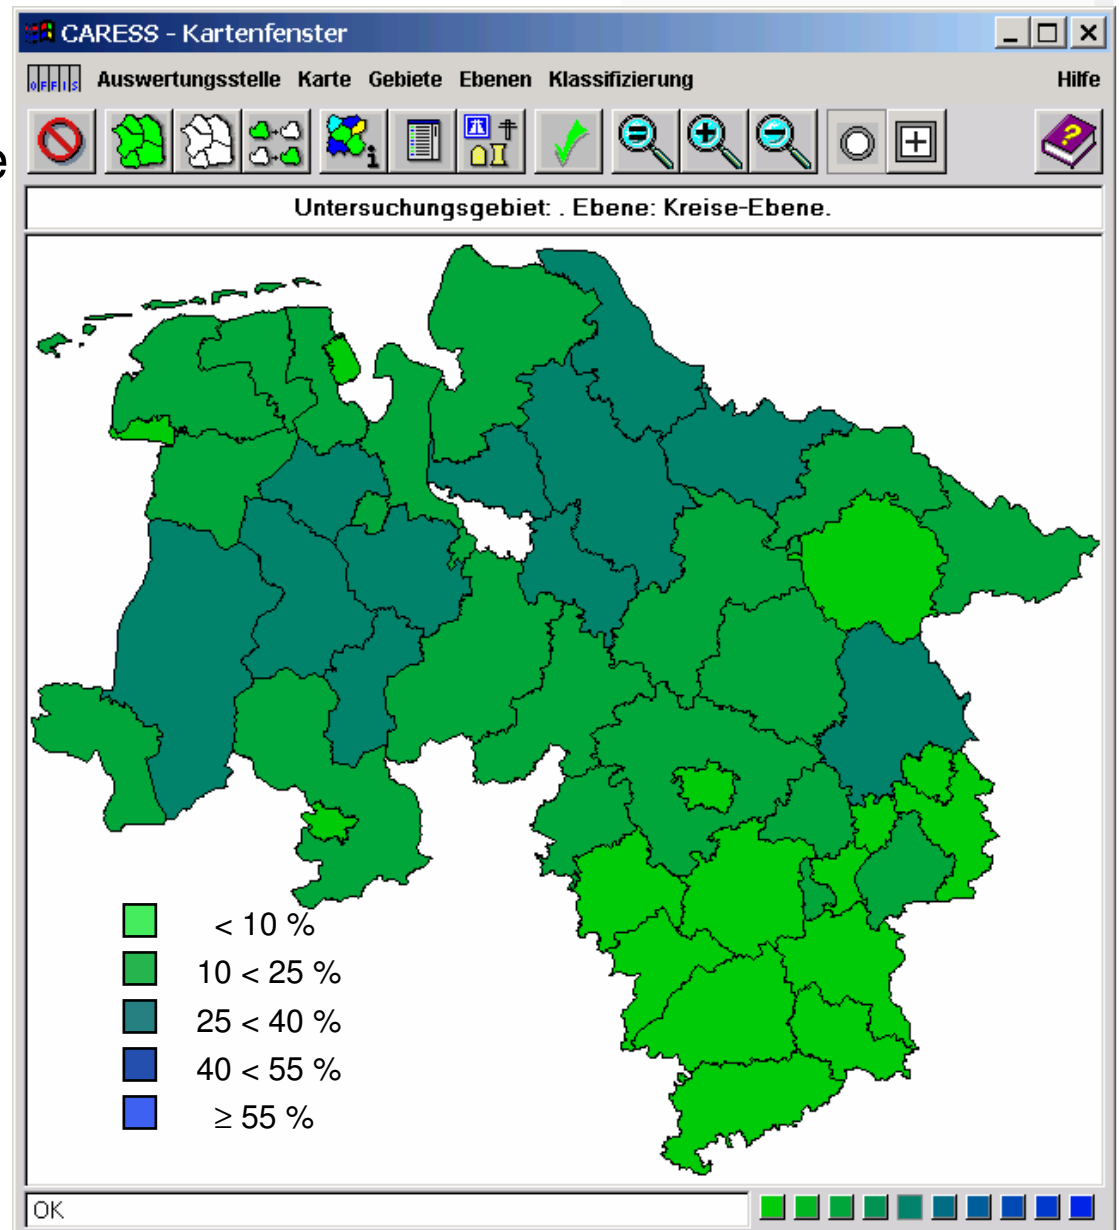 CARESS - Kartenfenster
OFFIS Auswertungsstelle Karte Gebiete Ebenen Klassifizierung Hilfe
e
i ?
Untersuchungsgebiet: . Ebene: Kreise-Ebene.
< 10 %
10 < 25 %
25 < 40 %
40 < 55 %
≥ 55 %
OK